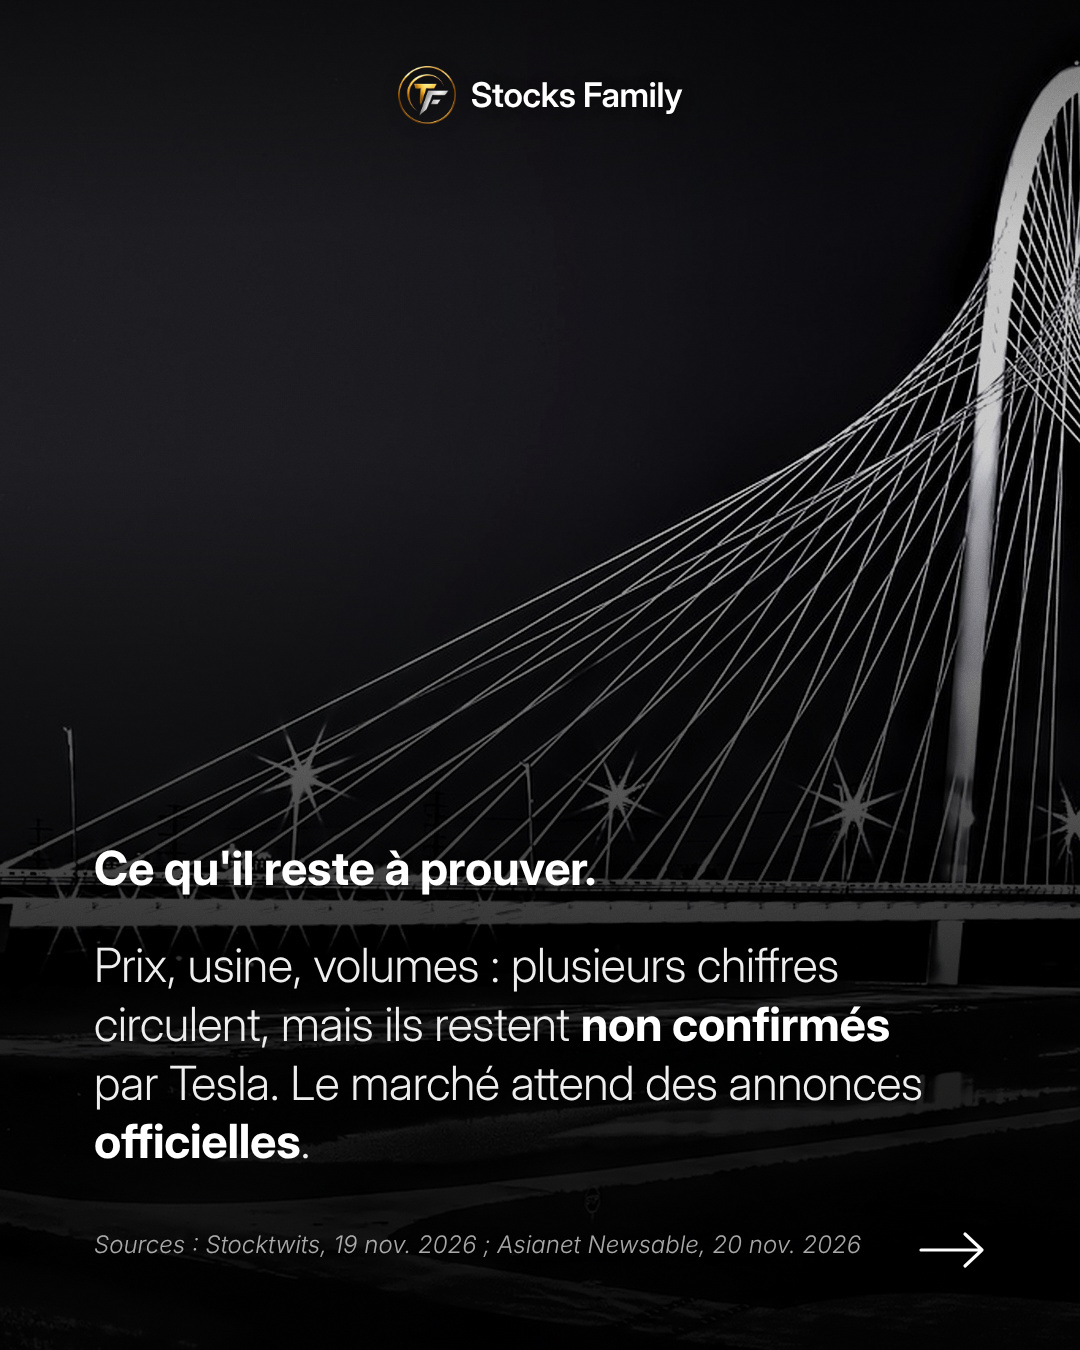 TF Stocks Family
Ce qu'il reste à prouver.
Prix, usine, volumes : plusieurs chiffres
circulent, mais ils restent non confirmés
par Tesla. Le marché attend des annonces
officielles.
Sources : Stocktwits, 19 nov. 2026 ; Asianet Newsable, 20 nov. 2026